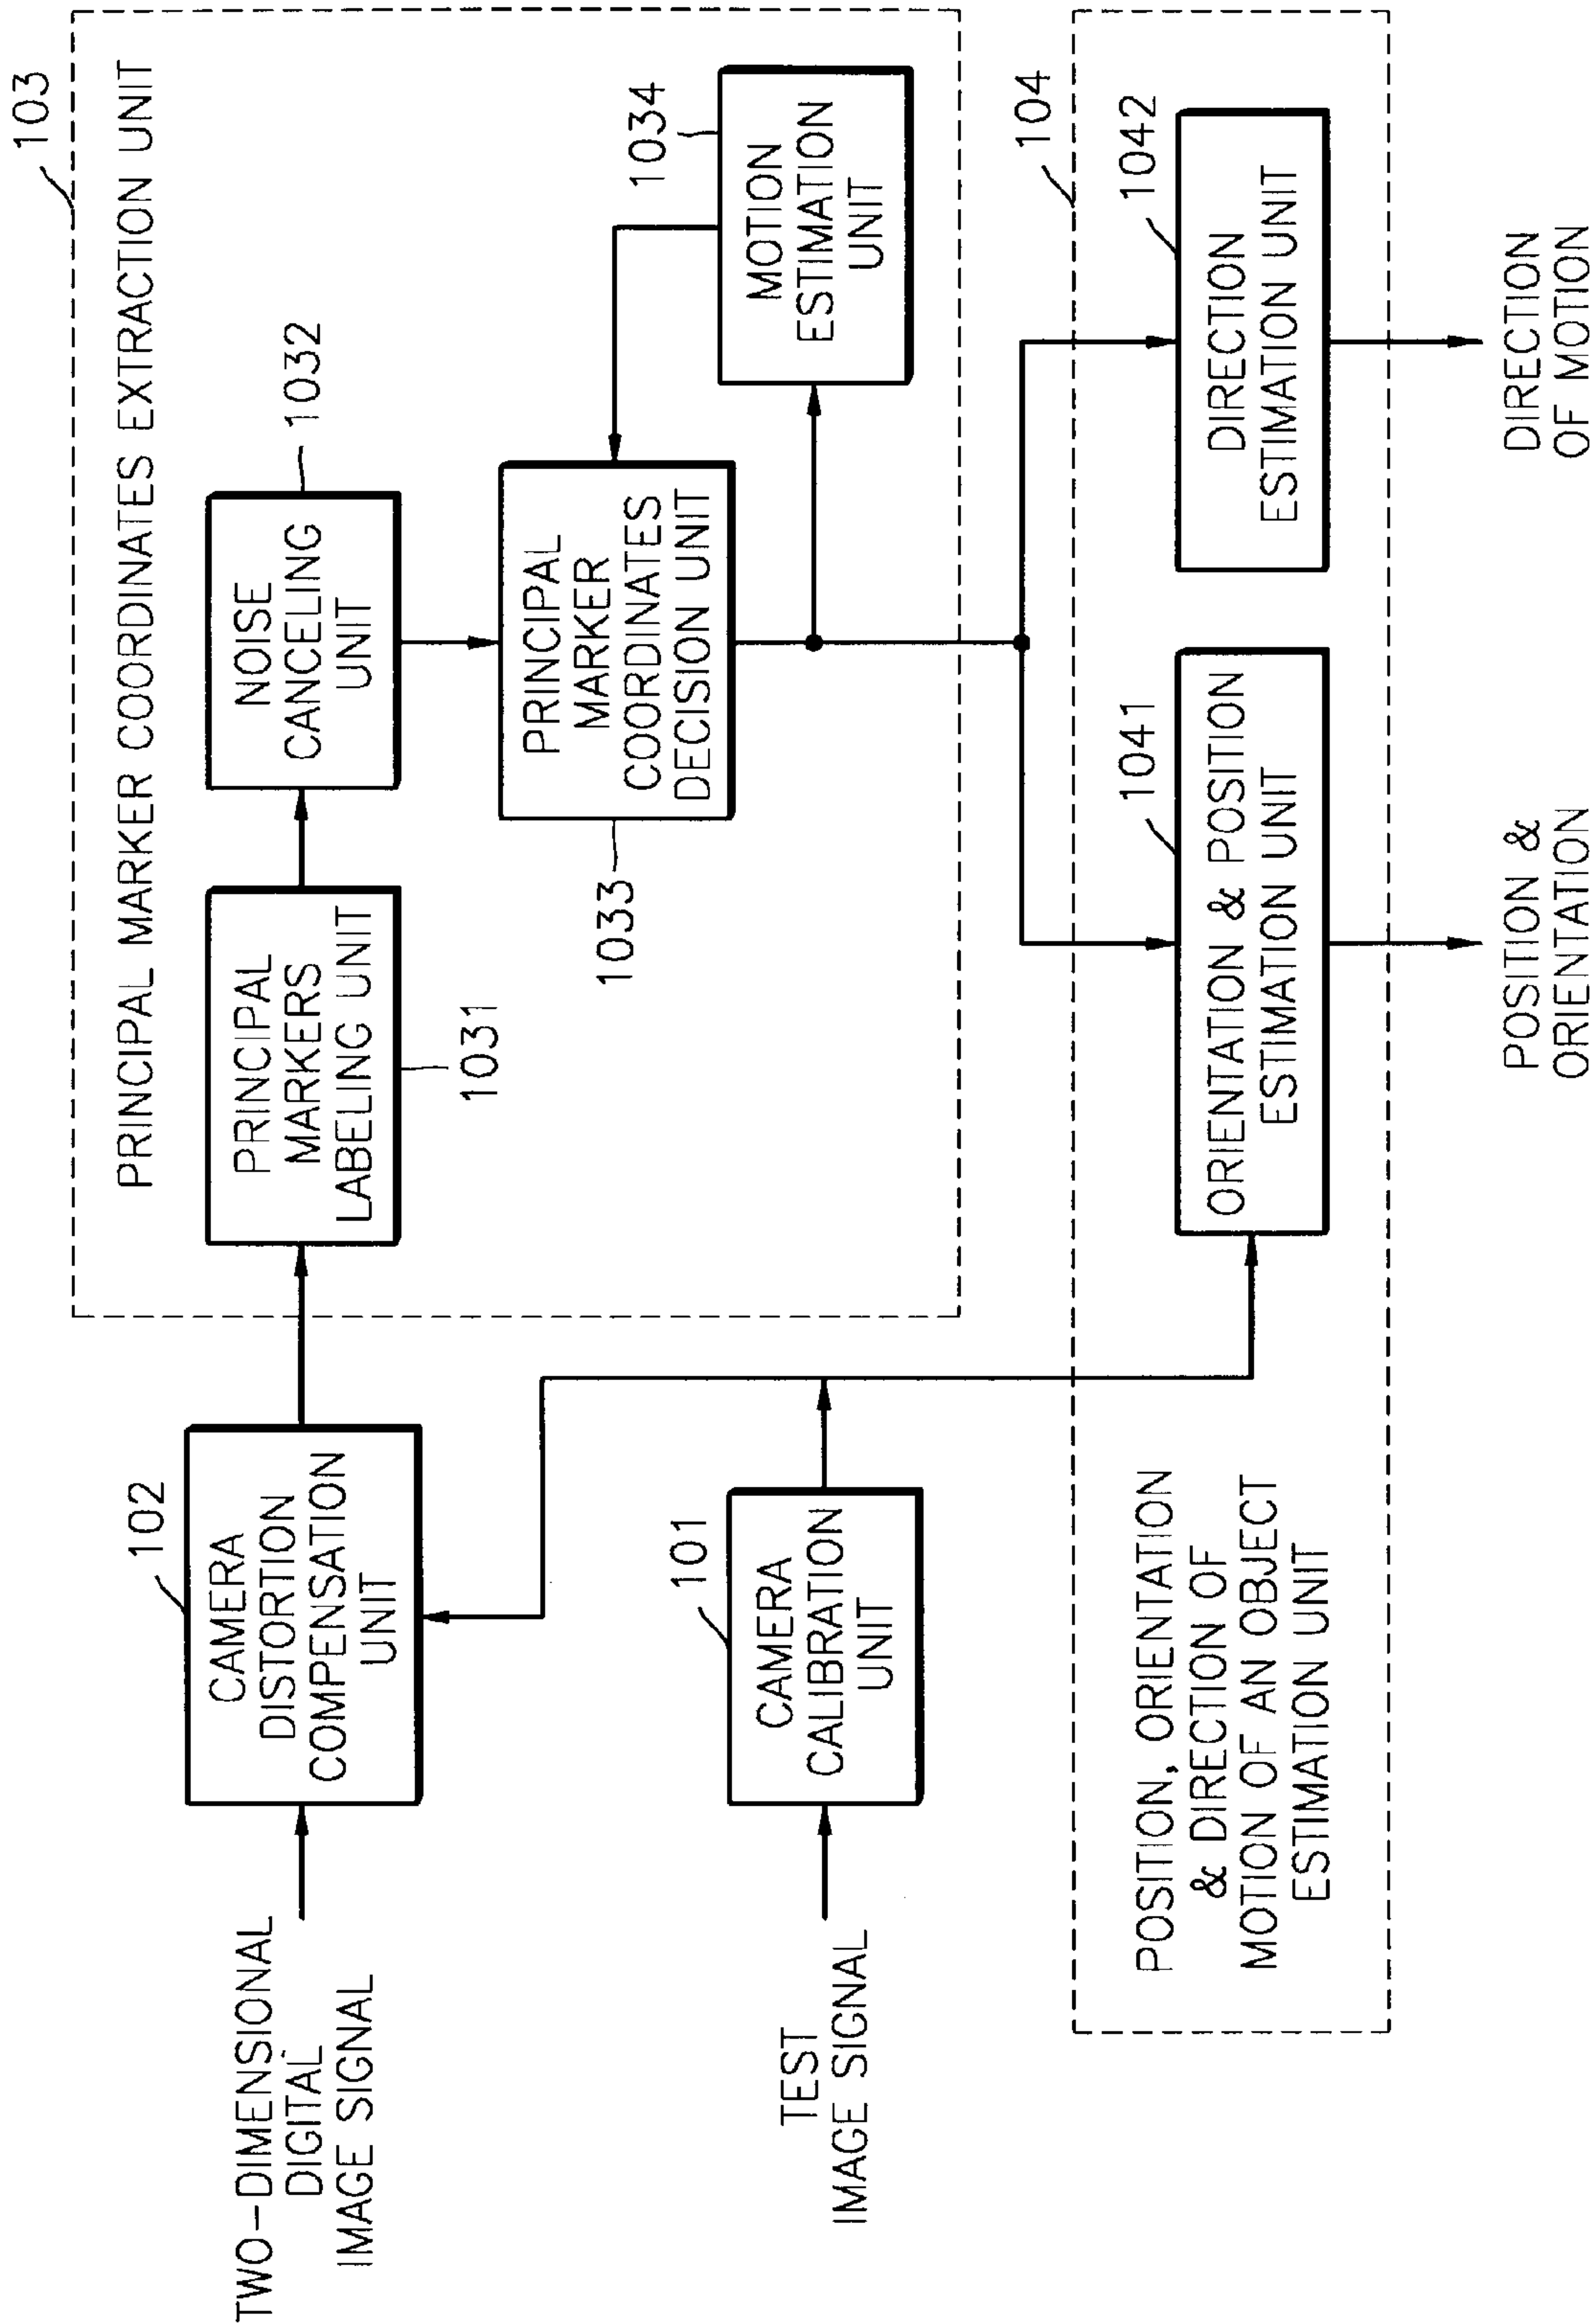 103
PRINCIPAL MARKER COORDINATES EXTRACTION UNIT
TWO-DIMENSIONAL
DIGITAL
IMAGE SIGNAL
102
CAMERA
DISTORTION
COMPENSATION
UNIT
PRINCIPAL
MARKERS
LABELING UNIT
1031
NOISE
CANCELING
UNIT
1032
PRINCIPAL
MARKER
COORDINATES
DECISION UNIT
1033
MOTION
ESTIMATION
UNIT
1034
TEST
IMAGE SIGNAL
101
CAMERA
CALIBRATION
UNIT
104
POSITION, ORIENTATION
& DIRECTION OF
MOTION OF AN OBJECT
ESTIMATION UNIT
1041
ORIENTATION & POSITION
ESTIMATION UNIT
1042
DIRECTION
ESTIMATION UNIT
POSITION &
ORIENTATION
DIRECTION
OF MOTION